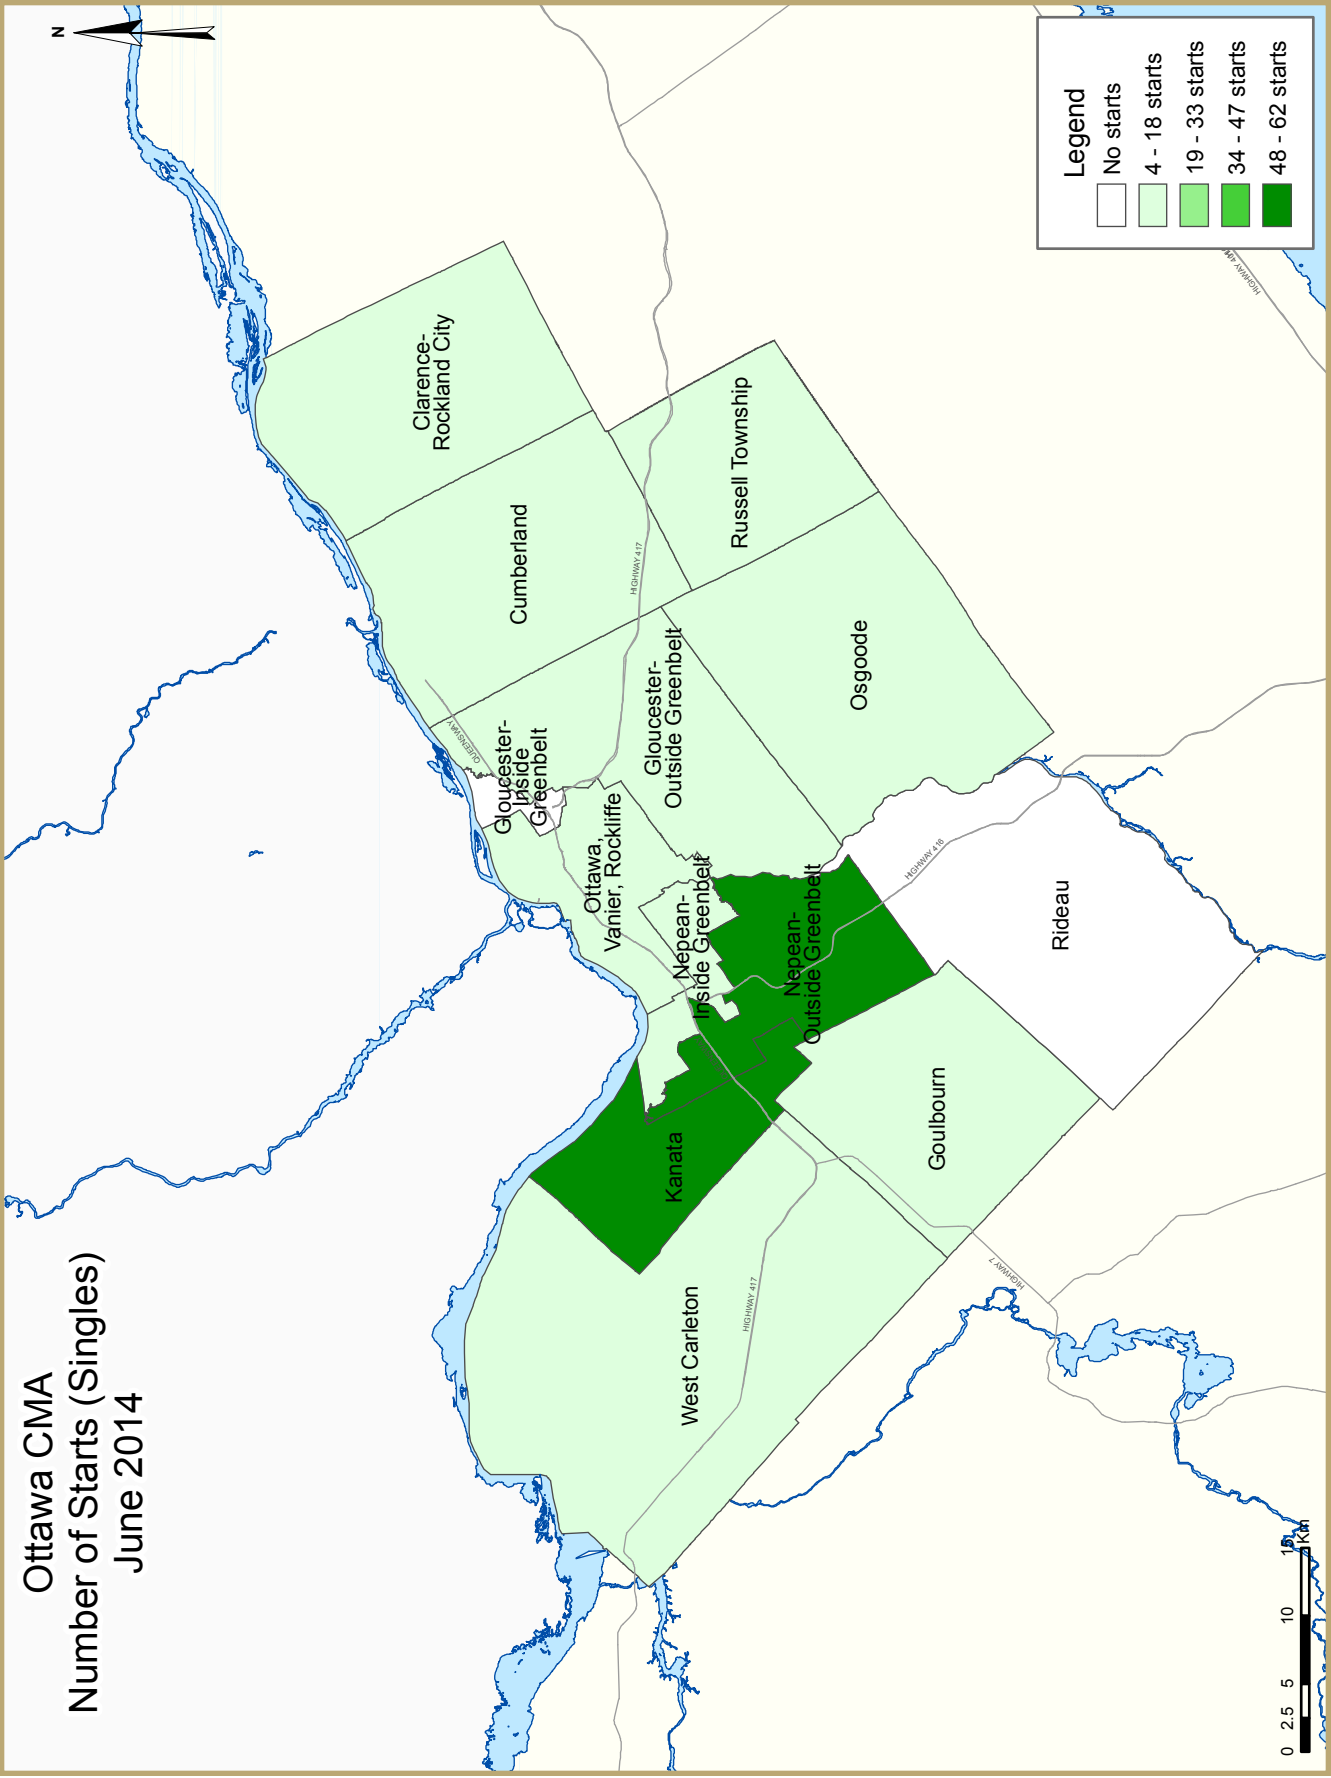 Ottawa CMA
Number of Starts (Singles)
June 2014
N
Clarence-
Rockland City
Cumberland
Russell Township
HIGHWAY 417
QUEENSWAY
Gloucester-
Inside
Greenbelt
Gloucester-
Outside Greenbelt
Osgoode
Ottawa,
Vanier, Rockliffe
Nepean-
Inside Greenbelt
Nepean-
Outside Greenbelt
HIGHWAY 416
Rideau
Kanata
Goulbourn
West Carleton
HIGHWAY 417
HIGHWAY 7
HIGHWAY 401
Legend
No starts
4 - 18 starts
19 - 33 starts
34 - 47 starts
48 - 62 starts
0 2.5 5 10 15
Km